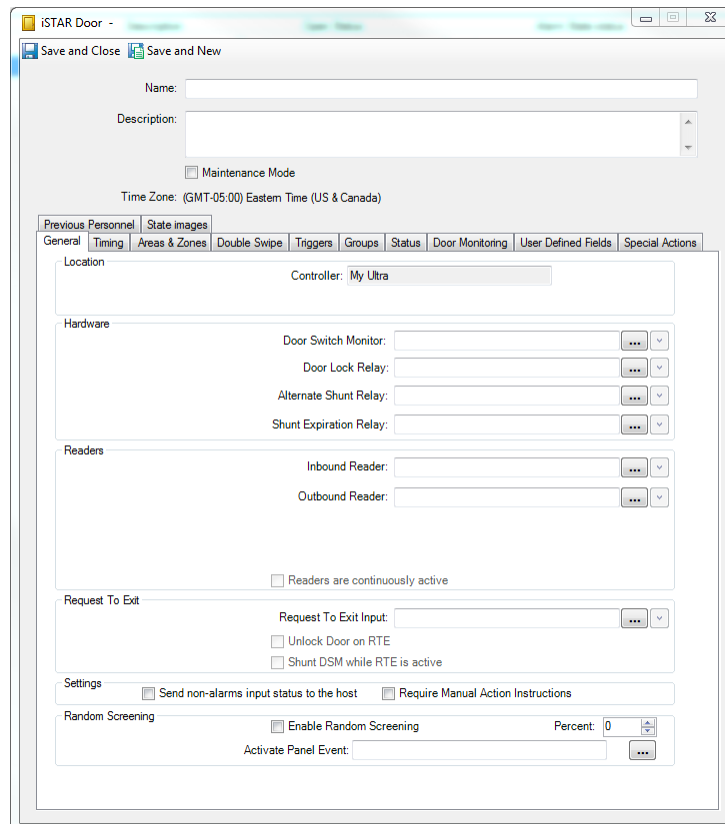 iSTAR Door -
Save and Close Save and New
Name:
Description:
Maintenance Mode
Time Zone: (GMT-05:00) Eastern Time (US & Canada)
Previous Personnel State images
General Timing Areas & Zones Double Swipe Triggers Groups Status Door Monitoring User Defined Fields Special Actions
Location
Controller: My Ultra
Hardware
Door Switch Monitor: ...
Door Lock Relay: ...
Alternate Shunt Relay: ...
Shunt Expiration Relay: ...
Readers
Inbound Reader: ...
Outbound Reader: ...
Readers are continuously active
Request To Exit
Request To Exit Input: ...
Unlock Door on RTE
Shunt DSM while RTE is active
Settings
Send non-alarms input status to the host Require Manual Action Instructions
Random Screening
Enable Random Screening Percent: 0
Activate Panel Event: ...